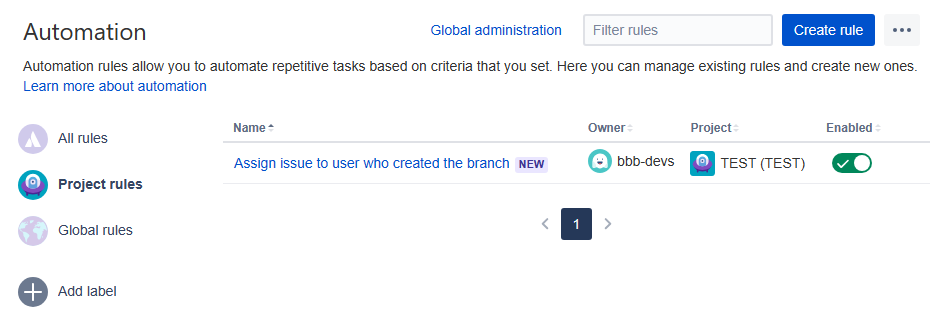 Automation
Global administration
Filter rules
Create rule
Automation rules allow you to automate repetitive tasks based on criteria that you set. Here you can manage existing rules and create new ones.
Learn more about automation
All rules
Project rules
Global rules
Add label
Name Owner Project Enabled
Assign issue to user who created the branch NEW bbb-devs TEST (TEST)
1